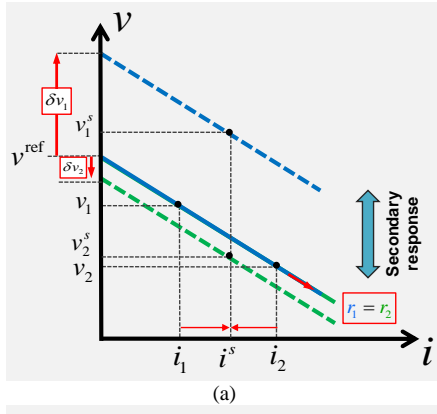 v
δv₁
v₁ˢ
vʳᵉᶠ
δv₂
v₁
v₂ˢ
v₂
Secondary
response
r₁ = r₂
i₁
iˢ
i₂
i
(a)